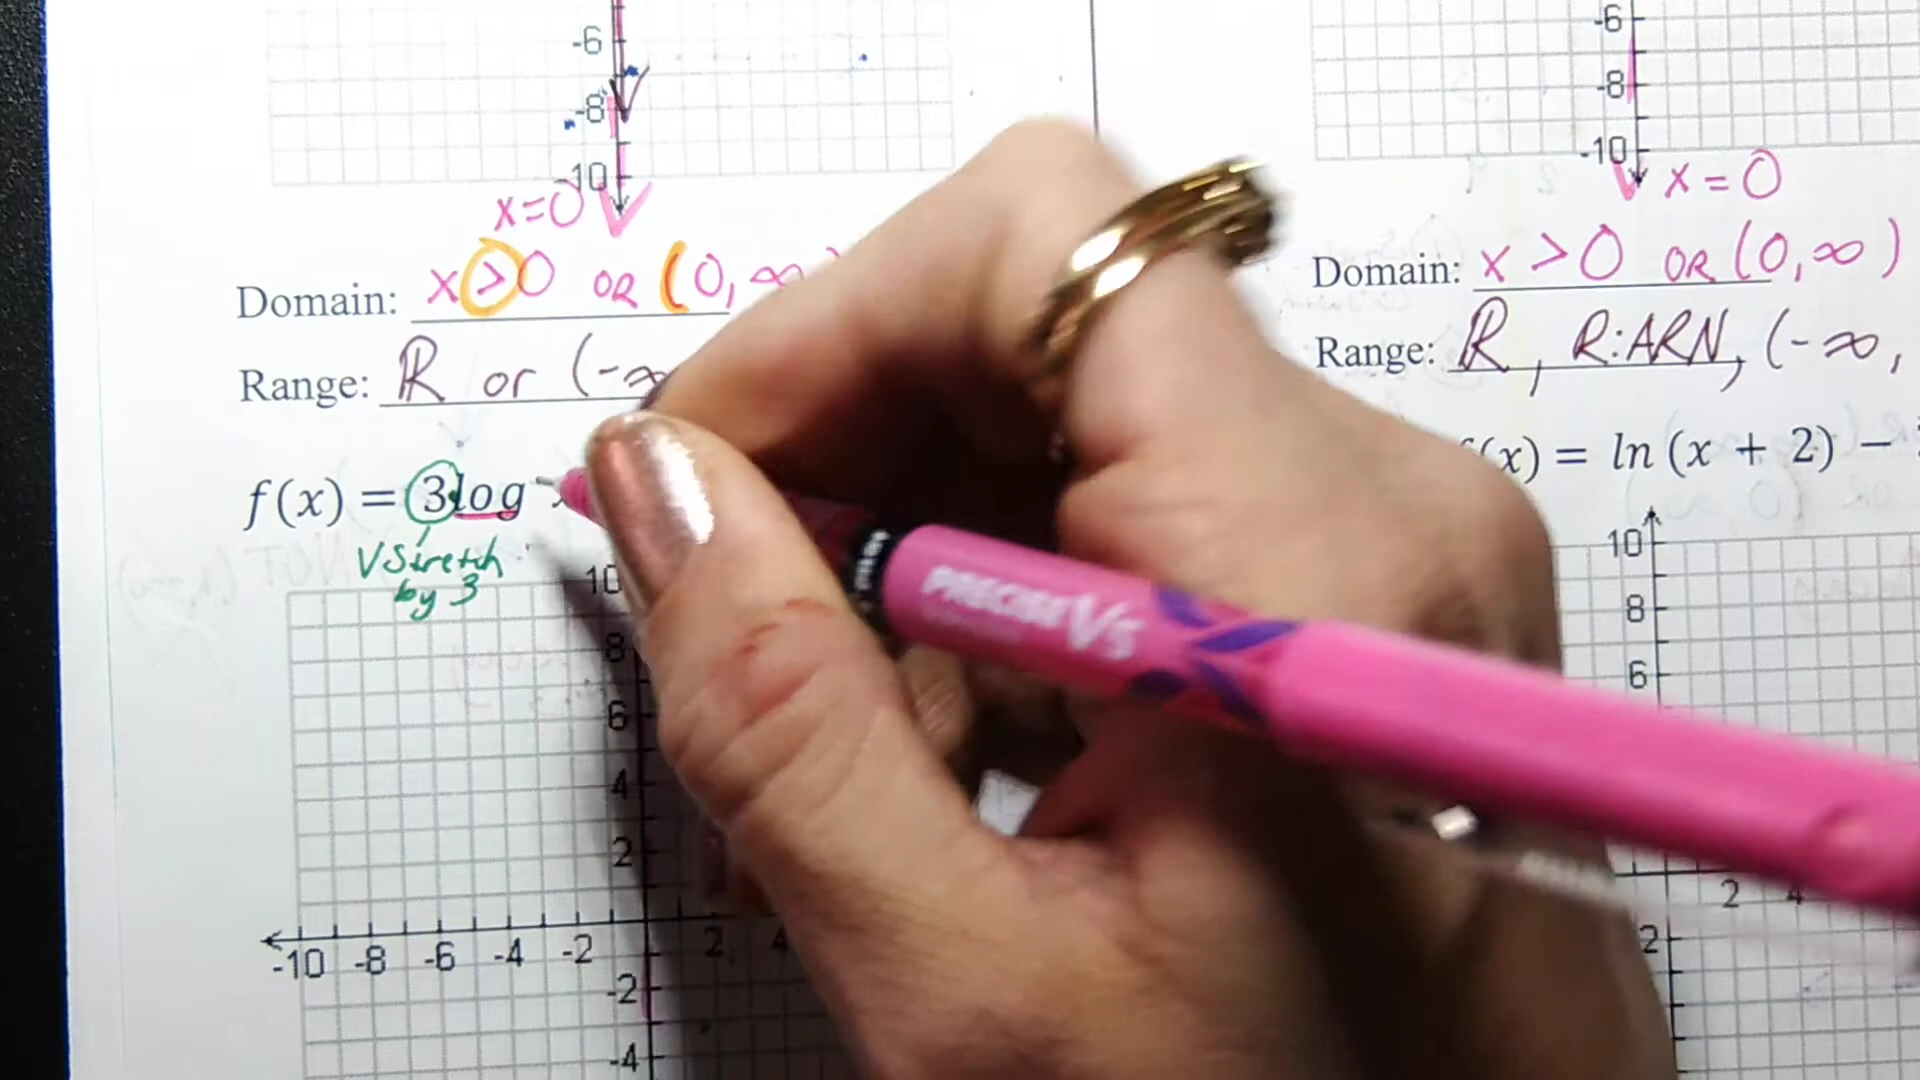 -6
-8
-10
x=0
Domain: x>0 OR (0,∞)
Range: ℝ or (-∞
f(x) = 3log
VStretch
by 3
10
8
6
4
2
-10 -8 -6 -4 -2 2 4
-2
-4
PRECISE V5
-6
-8
-10
x=0
Domain: x>0 OR (0,∞)
Range: ℝ, R:ARN, (-∞,
(x) = ln (x + 2) −
10
8
6
2 4
2